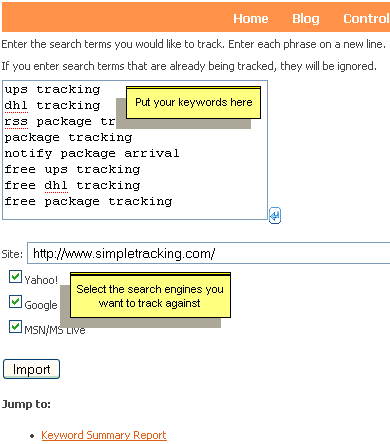 Home Blog Control
Enter the search terms you would like to track. Enter each phrase on a new line.
If you enter search terms that are already being tracked, they will be ignored.
ups tracking
dhl tracking
rss package tr
package tracking
notify package arrival
free ups tracking
free dhl tracking
free package tracking
Put your keywords here
Site: http://www.simpletracking.com/
Yahoo!
Google
MSN/MS Live
Select the search engines you
want to track against
Import
Jump to:
Keyword Summary Report